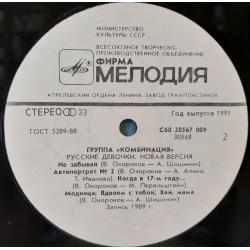 МИНИСТЕРСТВО
КУЛЬТУРЫ СССР
ВСЕСОЮЗНОЕ ТВОРЧЕСКО-
ПРОИЗВОДСТВЕННОЕ ОБЪЕДИНЕНИЕ
ФИРМА
МЕЛОДИЯ
АПРЕЛЕВСКИЙ ОРДЕНА ЛЕНИНА ЗАВОД ГРАМПЛАСТИНОК
СТЕРЕО 33
Год выпуска 1991
ГОСТ 5289-88
С60 30567 009
30568
2
ГРУППА «КОМБИНАЦИЯ»
РУССКИЕ ДЕВОЧКИ. НОВАЯ ВЕРСИЯ
Не забывай (В. Окороков — А. Шишинин)
Автопортрет № 2 (В. Окороков — А. Апина,
Т. Иванова). Когда в 17-м году...
(В. Окороков — М. Перельштейн)
Модница; Вдвоем с тобой; Хей, мама
(В. Окороков — А. Шишинин)
Запись 1989 г.